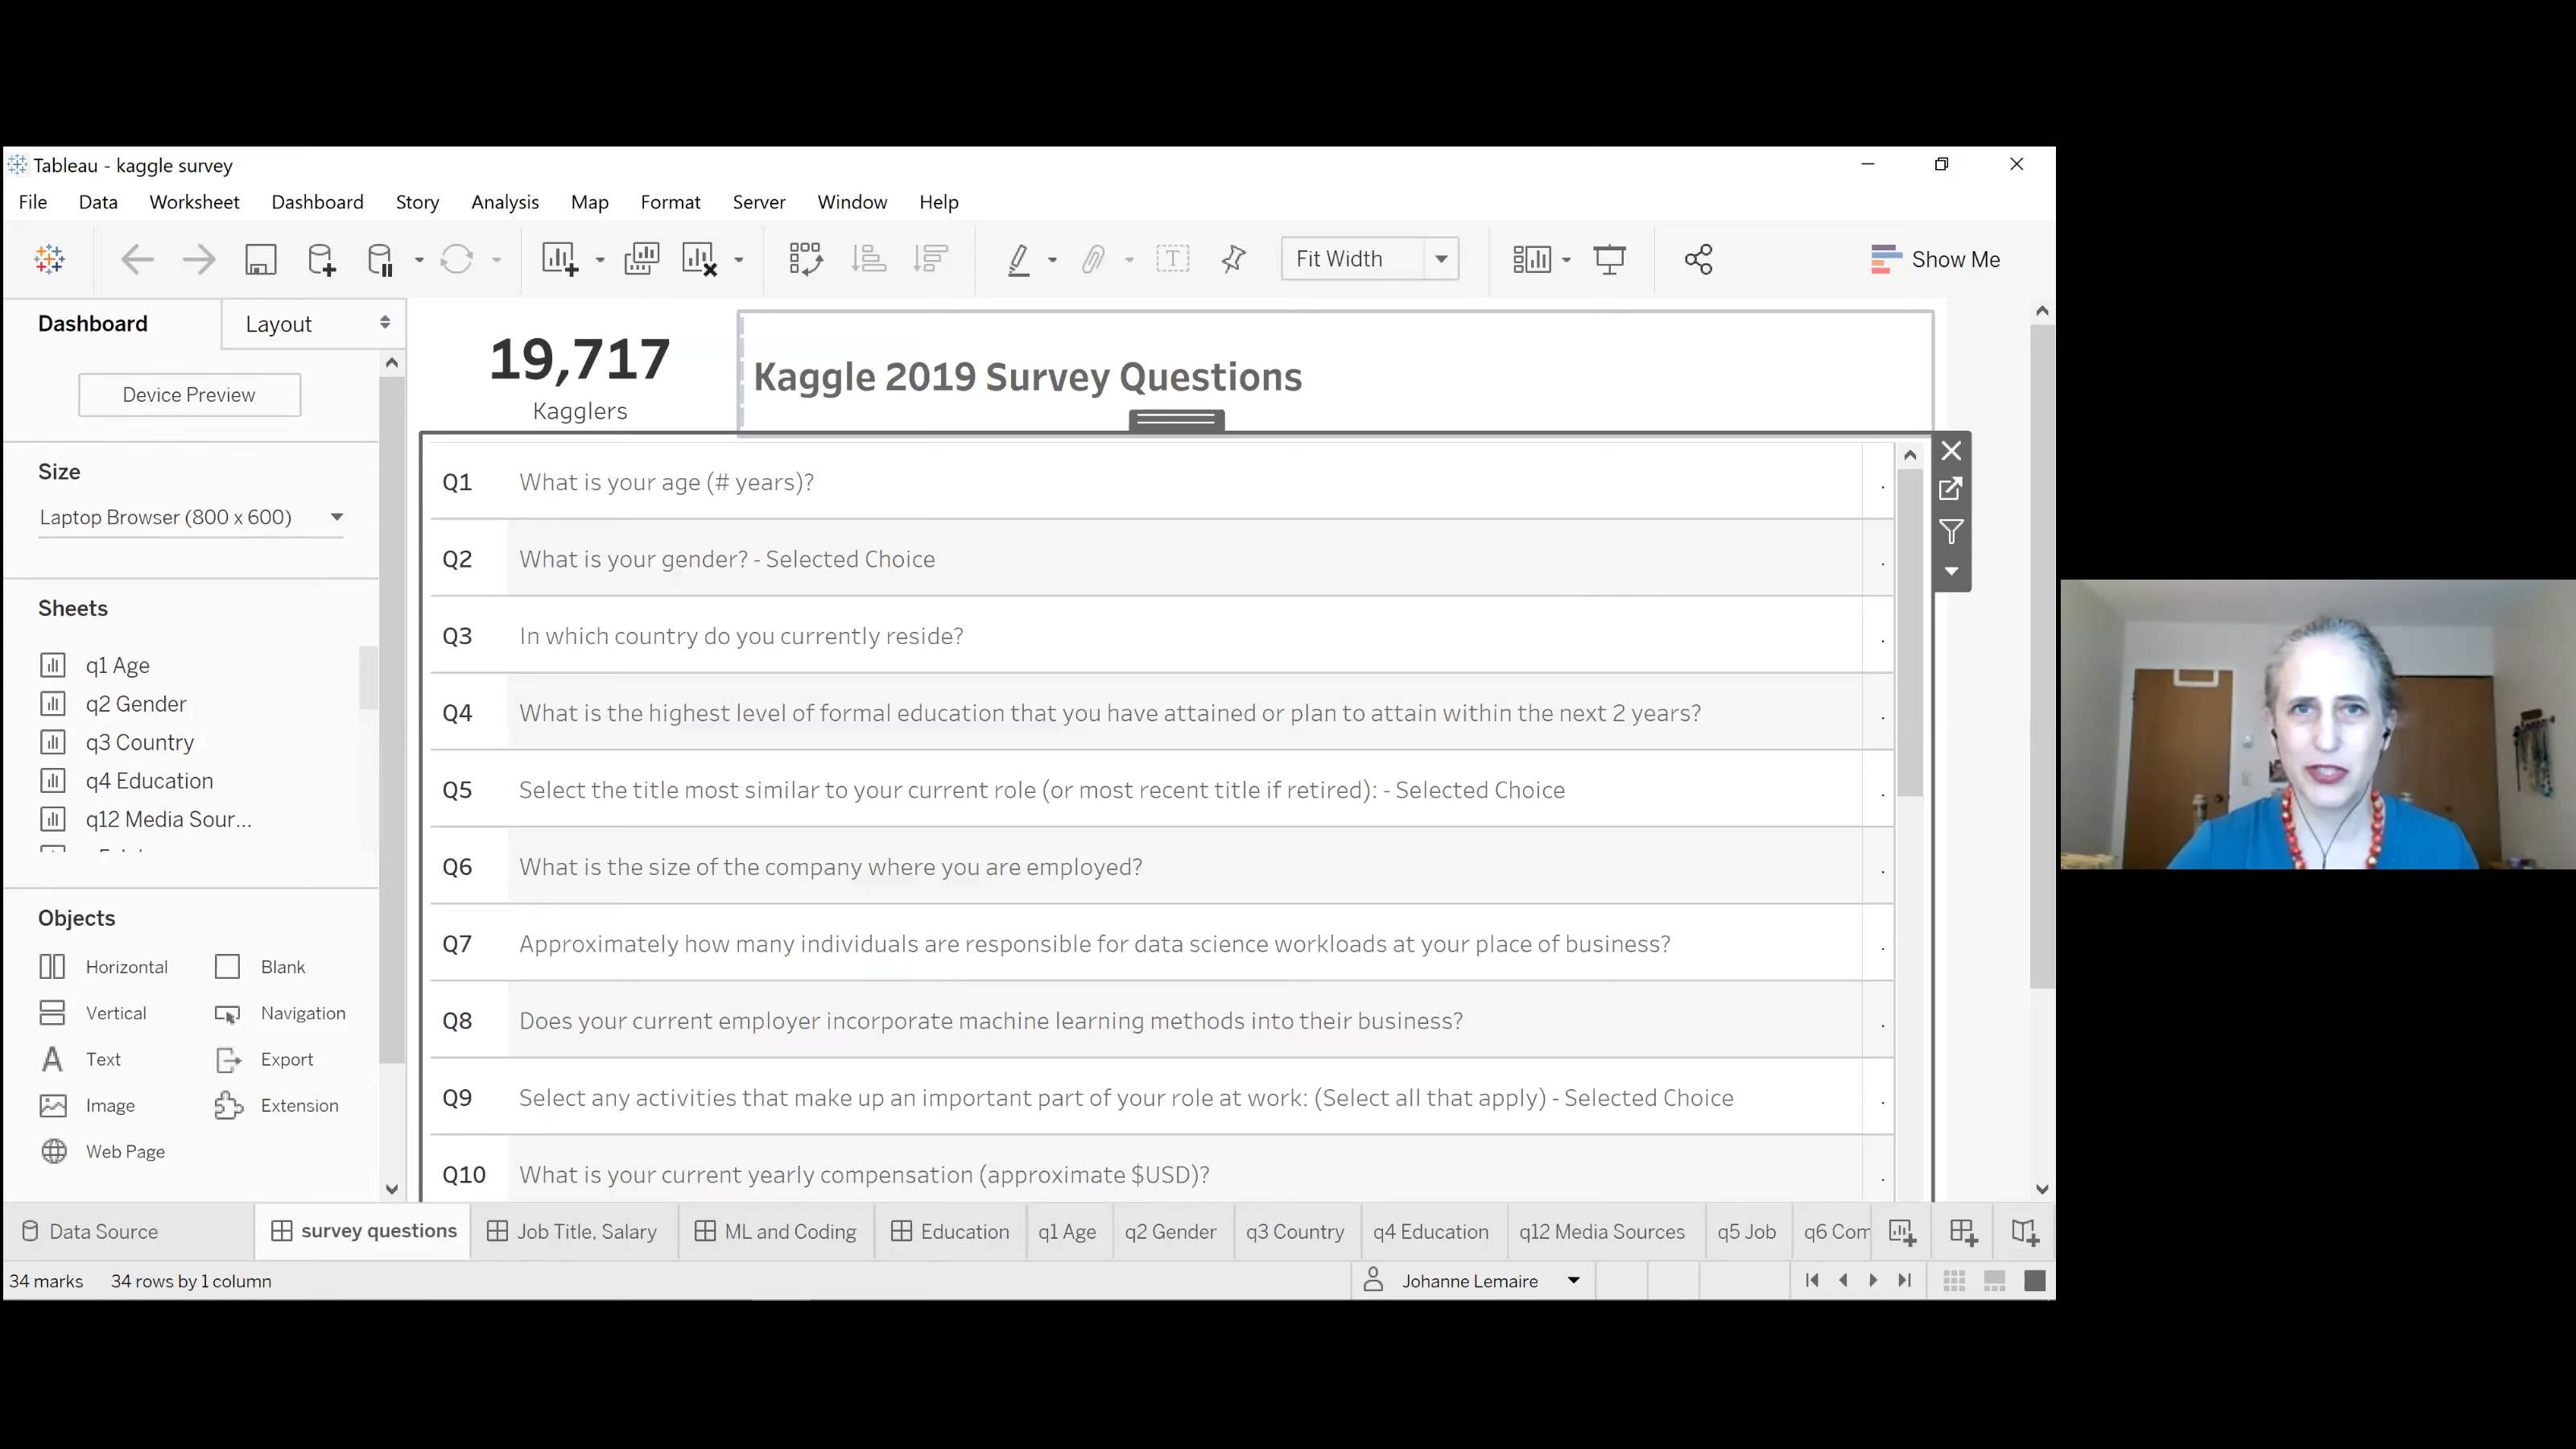 Tableau - kaggle survey
File Data Worksheet Dashboard Story Analysis Map Format Server Window Help
Fit Width
Show Me
Dashboard
Layout
Device Preview
Size
Laptop Browser (800 x 600)
Sheets
q1 Age
q2 Gender
q3 Country
q4 Education
q12 Media Sour...
Objects
Horizontal Blank
Vertical Navigation
Text Export
Image Extension
Web Page
19,717
Kagglers
Kaggle 2019 Survey Questions
Q1 What is your age (# years)? .
Q2 What is your gender? - Selected Choice .
Q3 In which country do you currently reside? .
Q4 What is the highest level of formal education that you have attained or plan to attain within the next 2 years? .
Q5 Select the title most similar to your current role (or most recent title if retired): - Selected Choice .
Q6 What is the size of the company where you are employed? .
Q7 Approximately how many individuals are responsible for data science workloads at your place of business? .
Q8 Does your current employer incorporate machine learning methods into their business? .
Q9 Select any activities that make up an important part of your role at work: (Select all that apply) - Selected Choice .
Q10 What is your current yearly compensation (approximate $USD)? .
Data Source survey questions Job Title, Salary ML and Coding Education q1 Age q2 Gender q3 Country q4 Education q12 Media Sources q5 Job q6 Com
34 marks 34 rows by 1 column Johanne Lemaire